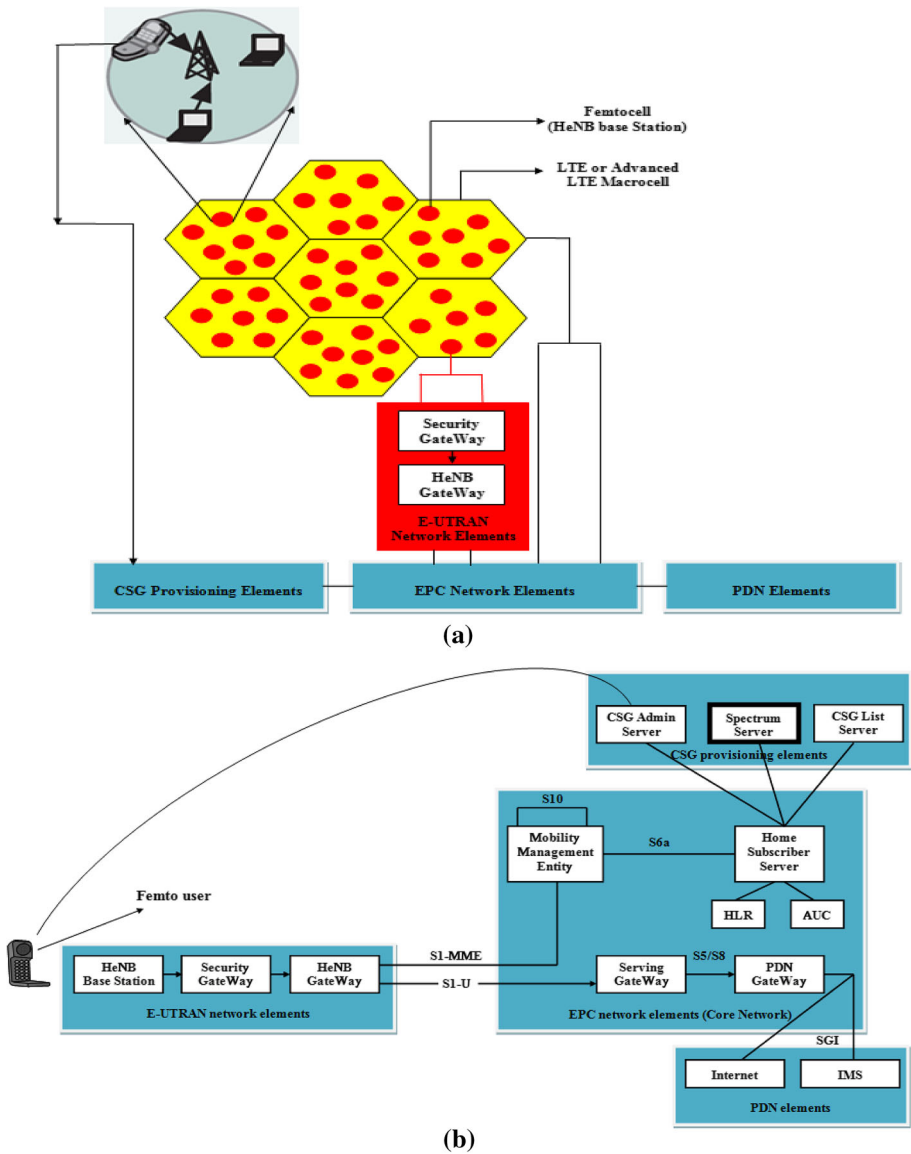 Femtocell
(HeNB base Station)
LTE or Advanced
LTE Macrocell
Security
GateWay
HeNB
GateWay
E-UTRAN
Network Elements
CSG Provisioning Elements
EPC Network Elements
PDN Elements
(a)
CSG Admin
Server
Spectrum
Server
CSG List
Server
CSG provisioning elements
S10
Mobility
Management
Entity
S6a
Home
Subscriber
Server
HLR
AUC
Femto user
S1-MME
HeNB
Base Station
Security
GateWay
HeNB
GateWay
S1-U
E-UTRAN network elements
Serving
GateWay
S5/S8
PDN
GateWay
EPC network elements (Core Network)
SGI
Internet
IMS
PDN elements
(b)